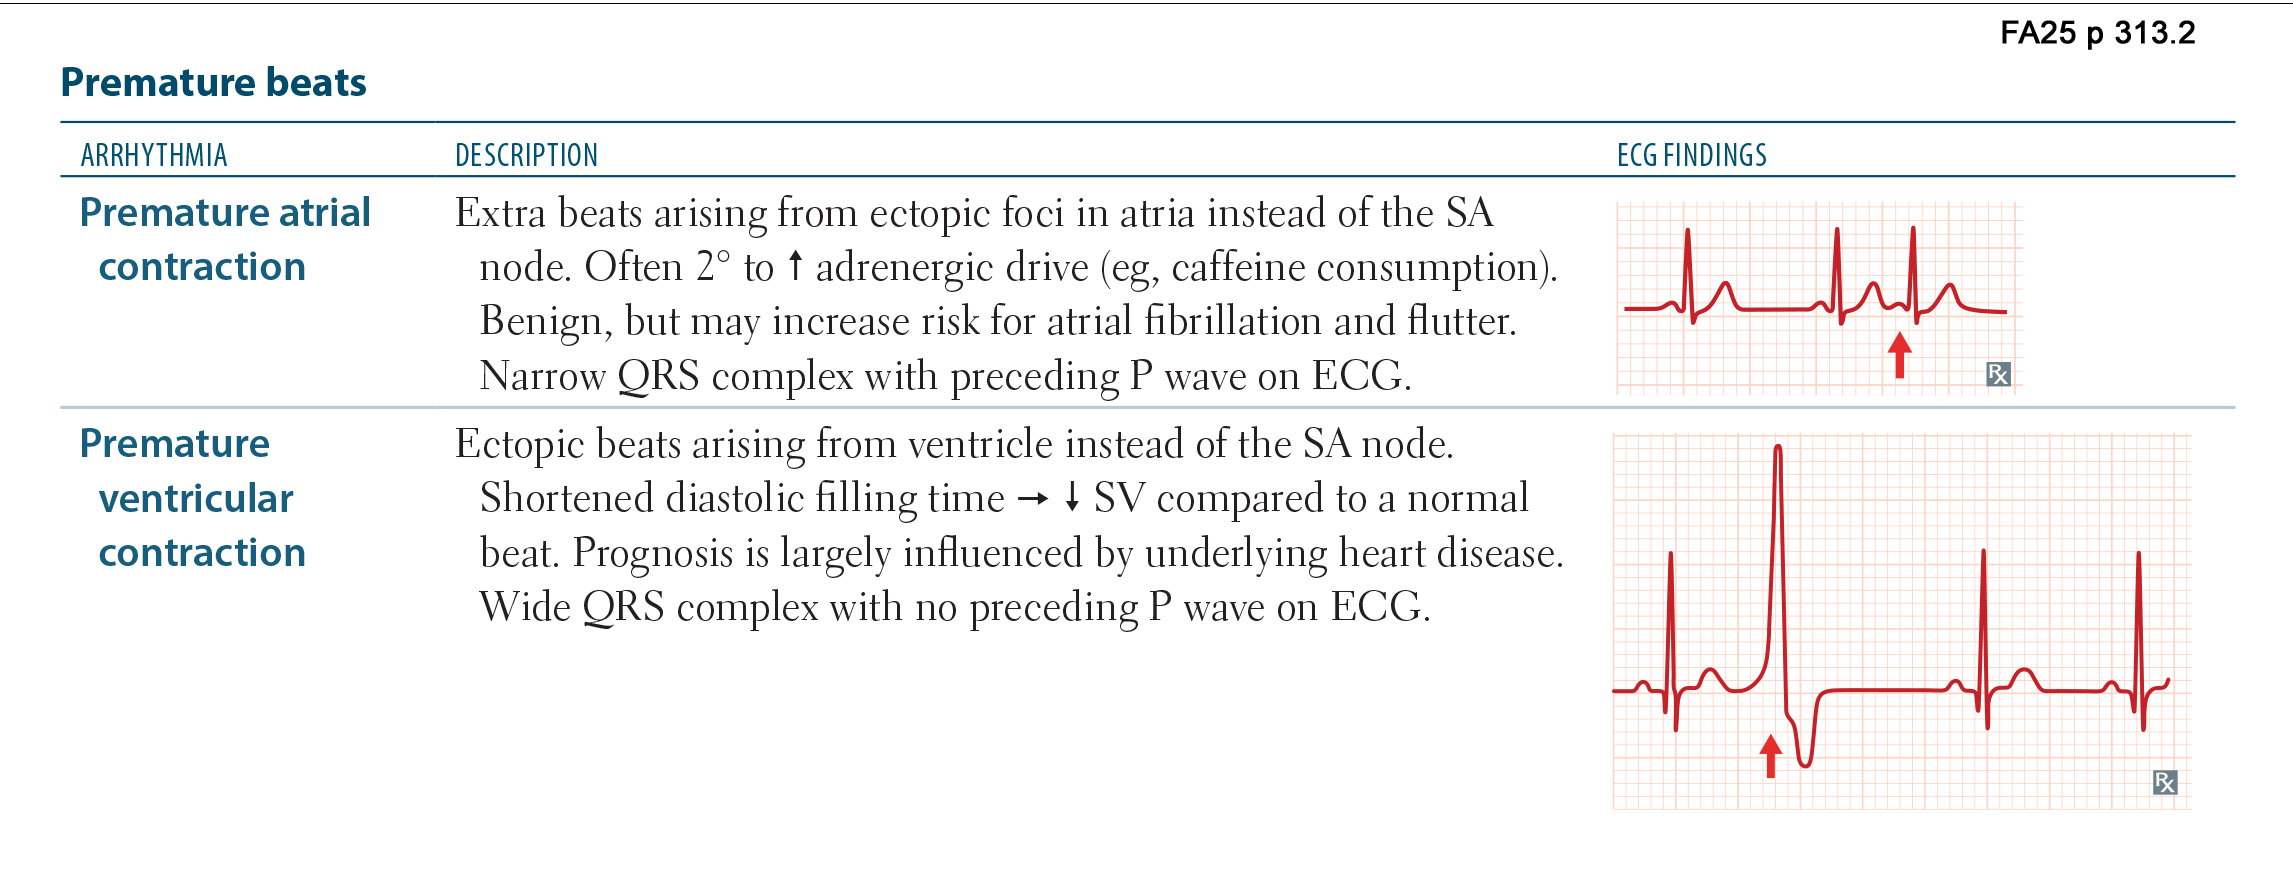 FA25 p 313.2
Premature beats
ARRHYTHMIA DESCRIPTION ECG FINDINGS
Premature atrial
contraction
Extra beats arising from ectopic foci in atria instead of the SA
node. Often 2° to ↑ adrenergic drive (eg, caffeine consumption).
Benign, but may increase risk for atrial fibrillation and flutter.
Narrow QRS complex with preceding P wave on ECG.
Rx
Premature
ventricular
contraction
Ectopic beats arising from ventricle instead of the SA node.
Shortened diastolic filling time → ↓ SV compared to a normal
beat. Prognosis is largely influenced by underlying heart disease.
Wide QRS complex with no preceding P wave on ECG.
Rx